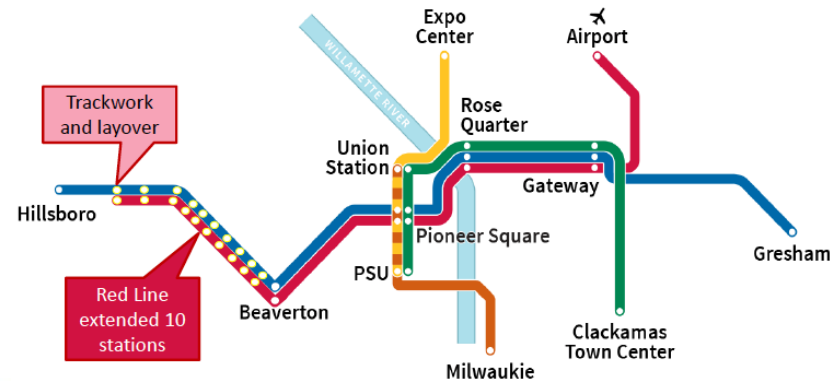 Expo
Center
Airport
WILLAMETTE RIVER
Trackwork
and layover
Rose
Quarter
Union
Station
Gateway
Hillsboro
Pioneer Square
Gresham
PSU
Red Line
extended 10
stations
Beaverton
Clackamas
Town Center
Milwaukie